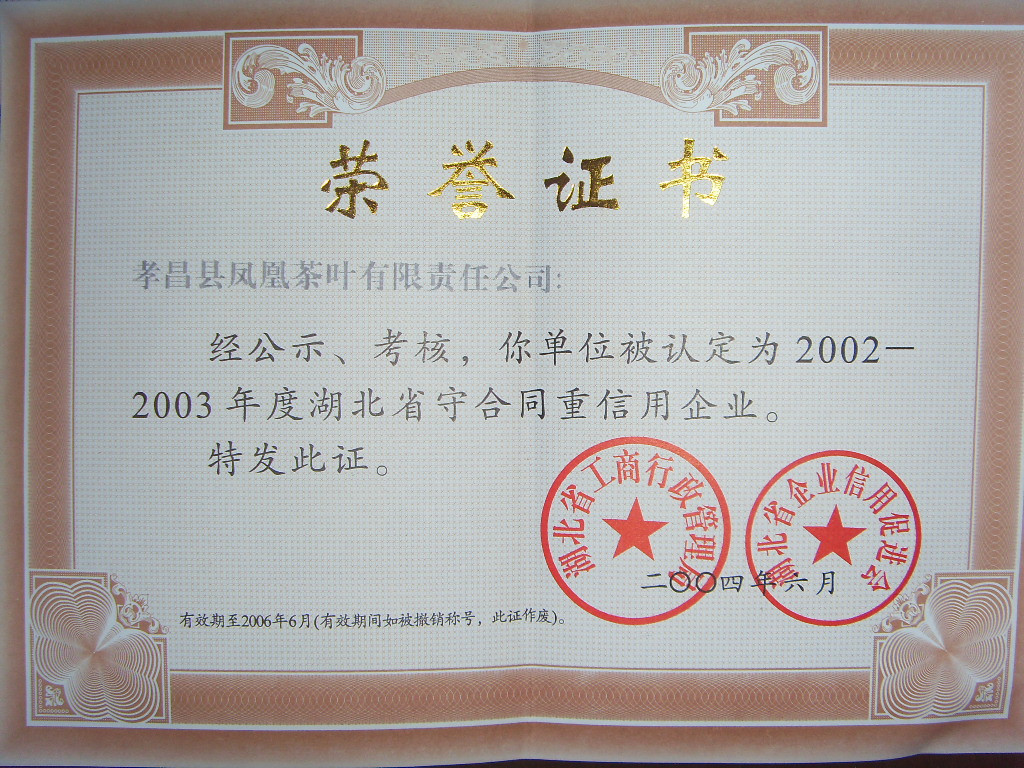 荣誉证书
孝昌县凤凰茶叶有限责任公司:
经公示、考核，你单位被认定为2002－
2003年度湖北省守合同重信用企业。
特发此证。
湖北省工商行政管理局
湖北省企业信用促进会
二〇〇四年六月
有效期至2006年6月(有效期间如被撤销称号，此证作废)。